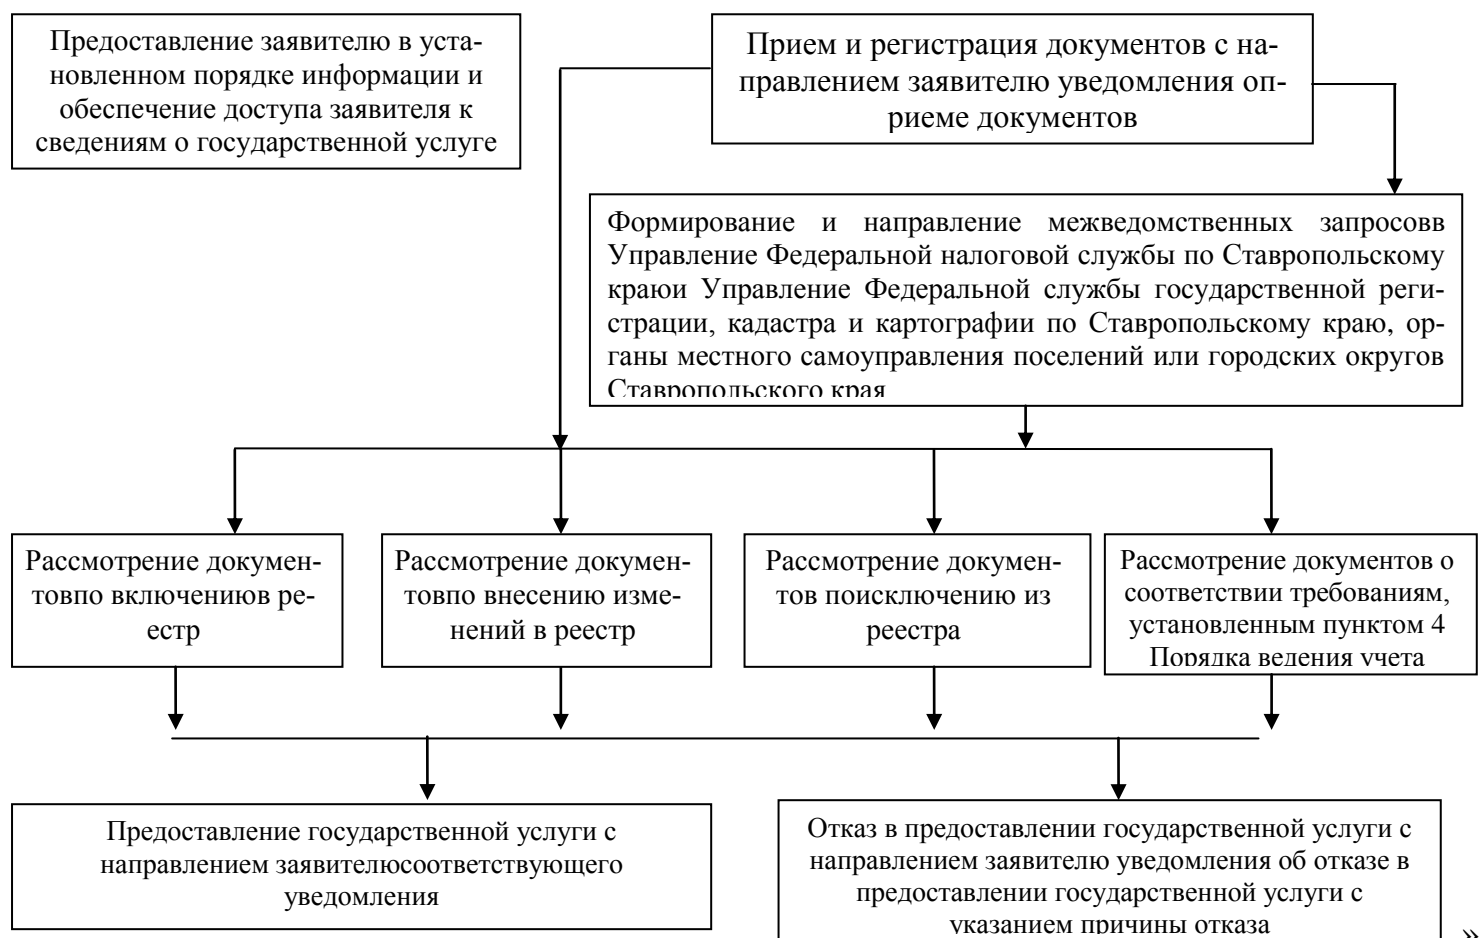 Предоставление заявителю в уста-
новленном порядке информации и
обеспечение доступа заявителя к
сведениям о государственной услуге
Прием и регистрация документов с на-
правлением заявителю уведомления оп-
риеме документов
Формирование и направление межведомственных запросовв
Управление Федеральной налоговой службы по Ставропольскому
краюи Управление Федеральной службы государственной реги-
страции, кадастра и картографии по Ставропольскому краю, ор-
ганы местного самоуправления поселений или городских округов
Ставропольского края
Рассмотрение докумен-
товпо включениюв ре-
естр
Рассмотрение докумен-
товпо внесению изме-
нений в реестр
Рассмотрение докумен-
тов поисключению из
реестра
Рассмотрение документов о
соответствии требованиям,
установленным пунктом 4
Порядка ведения учета
Предоставление государственной услуги с
направлением заявителюсоответствующего
уведомления
Отказ в предоставлении государственной услуги с
направлением заявителю уведомления об отказе в
предоставлении государственной услуги с
указанием причины отказа
»